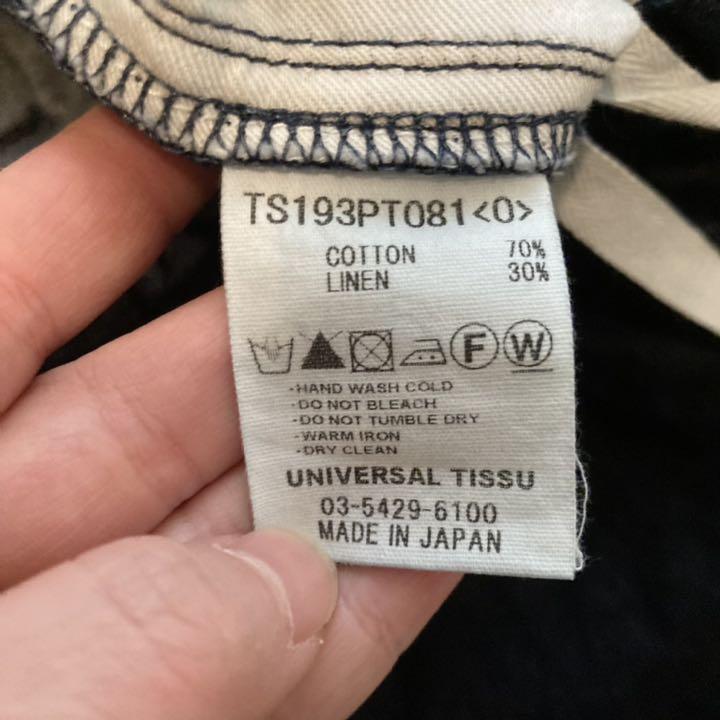 TS193PT081<0>
COTTON 70%
LINEN 30%
F W
-HAND WASH COLD
-DO NOT BLEACH
-DO NOT TUMBLE DRY
-WARM IRON
-DRY CLEAN
UNIVERSAL TISSU
03-5429-6100
MADE IN JAPAN